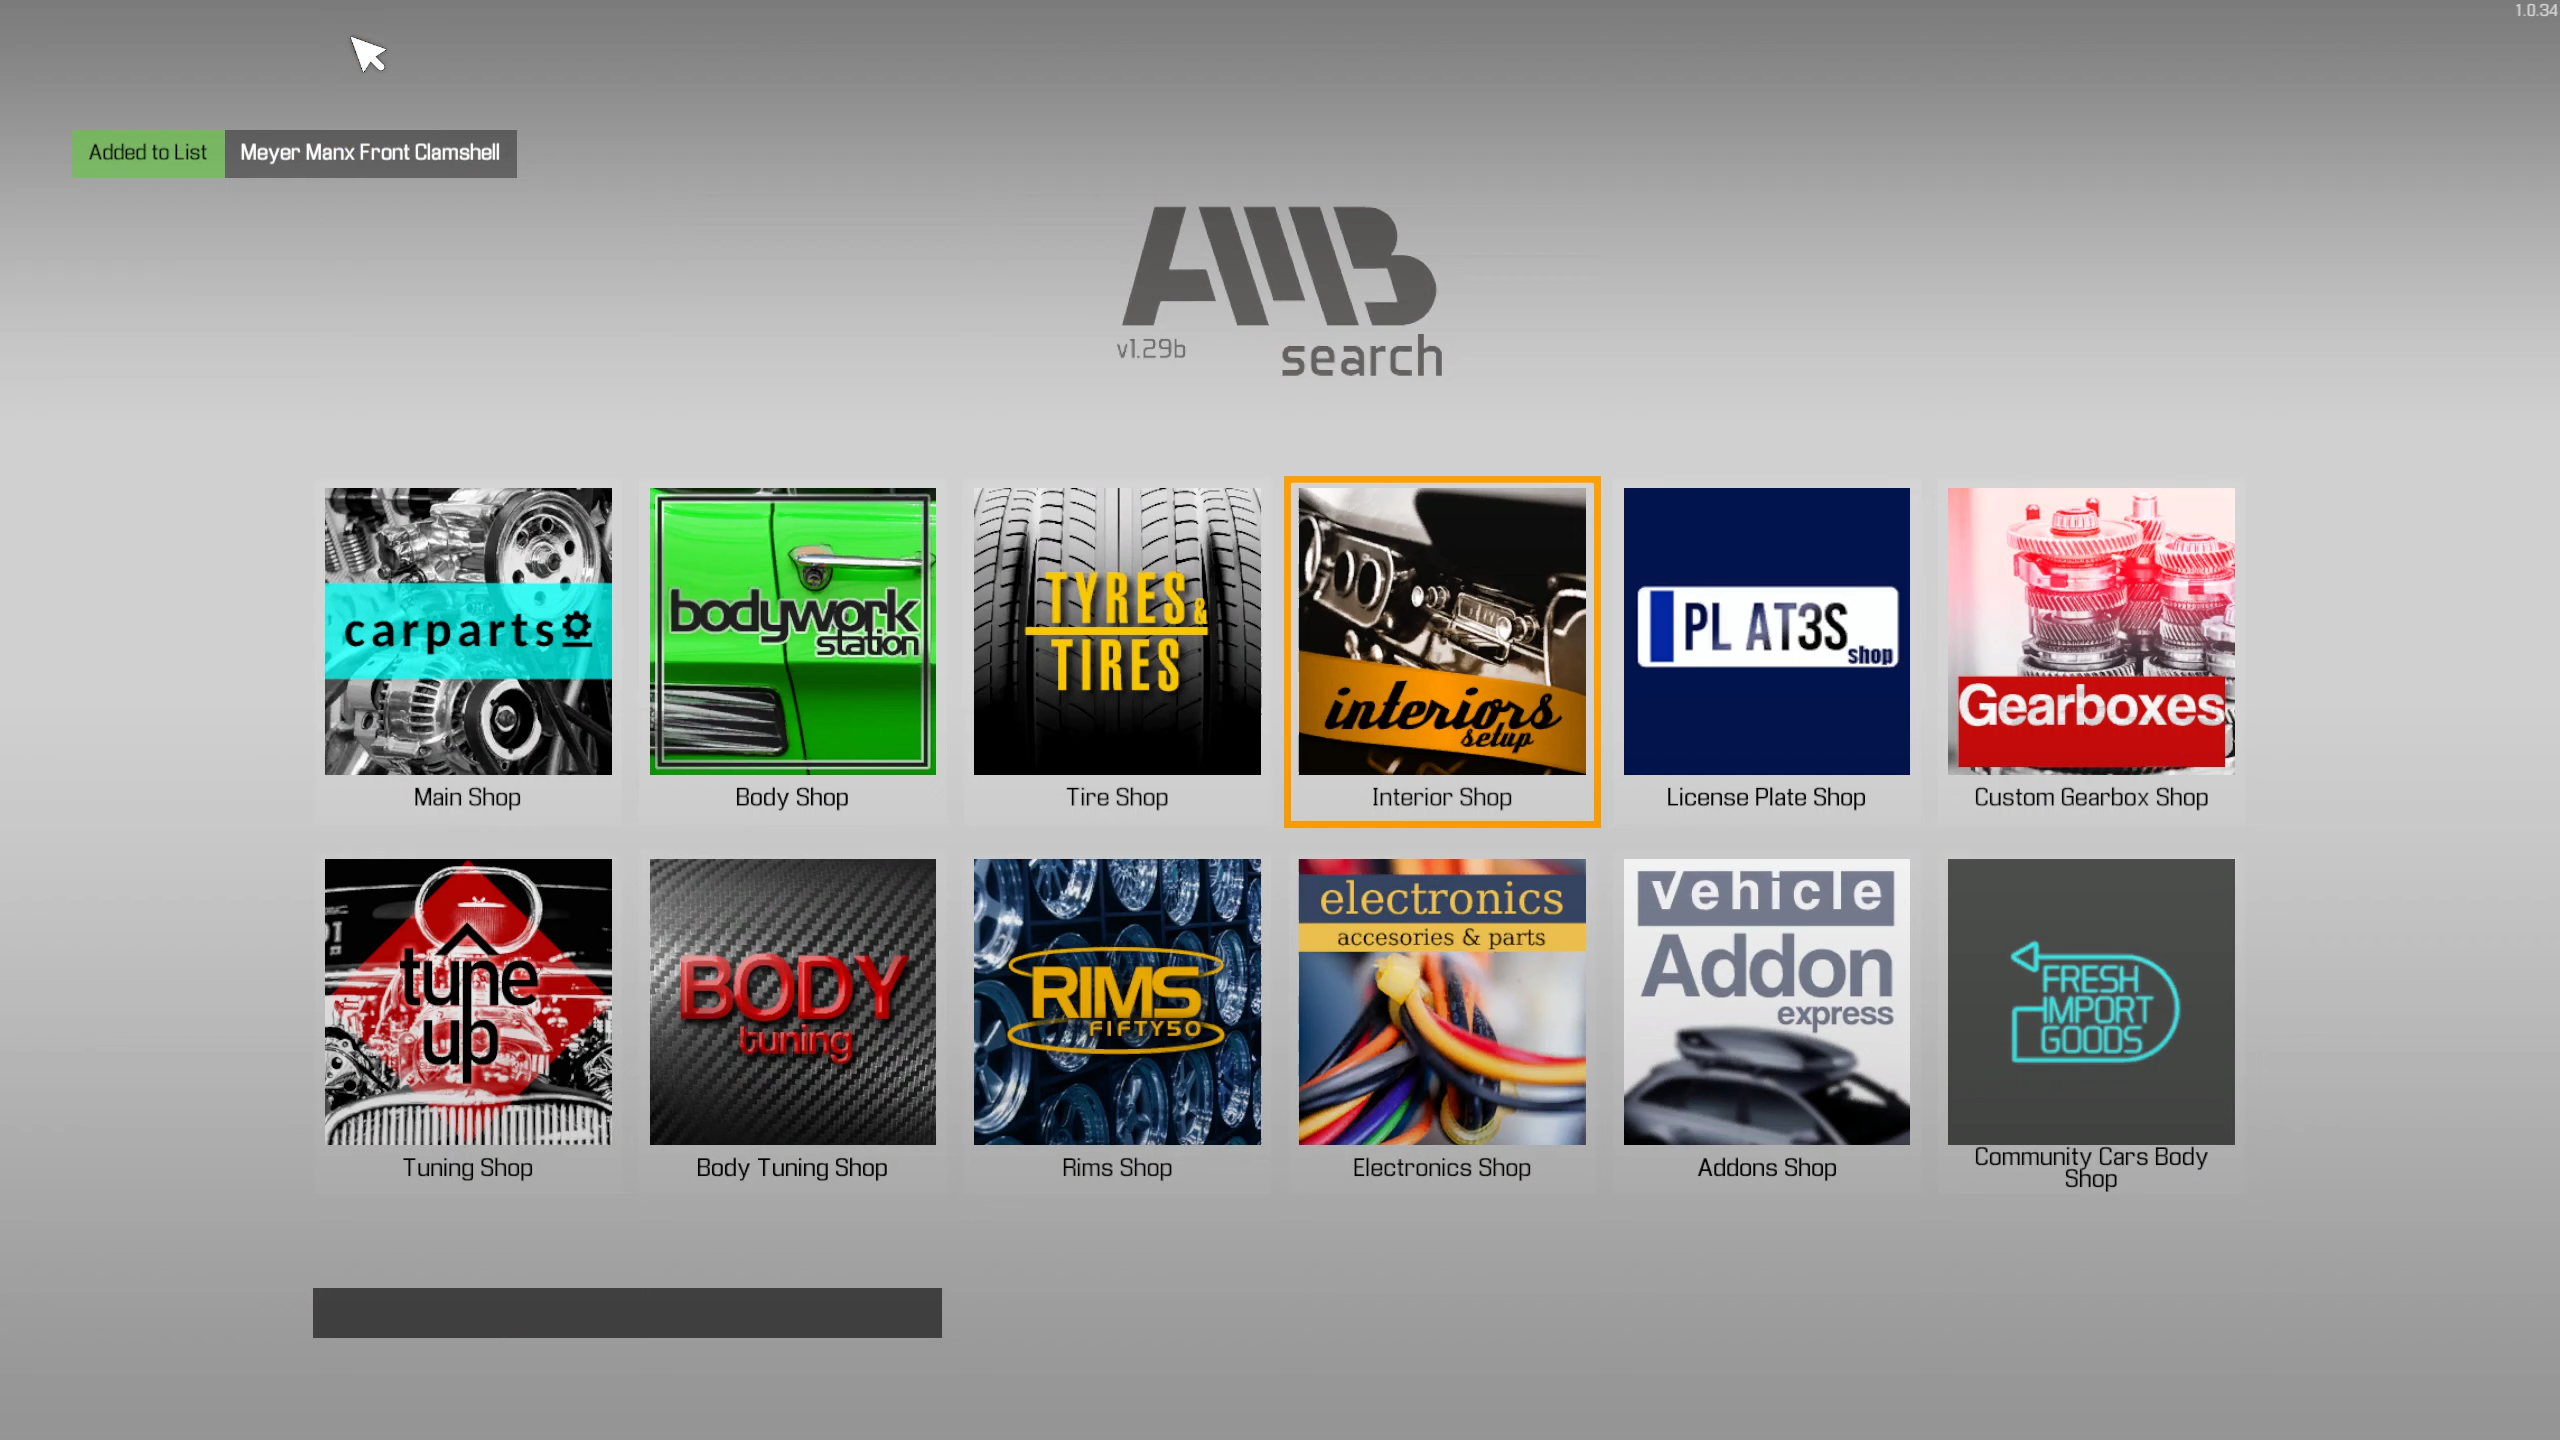 1.0.34
Added to List Meyer Manx Front Clamshell
AMB
v1.29b search
carparts
Main Shop
bodywork
station
Body Shop
TYRES &
TIRES
Tire Shop
interiors
setup
Interior Shop
PL AT3S
shop
License Plate Shop
Gearboxes
Custom Gearbox Shop
tune
up
Tuning Shop
BODY
tuning
Body Tuning Shop
RIMS
FIFTY50
Rims Shop
electronics
accesories & parts
Electronics Shop
vehicle
Addon
express
Addons Shop
FRESH
IMPORT
GOODS
Community Cars Body
Shop